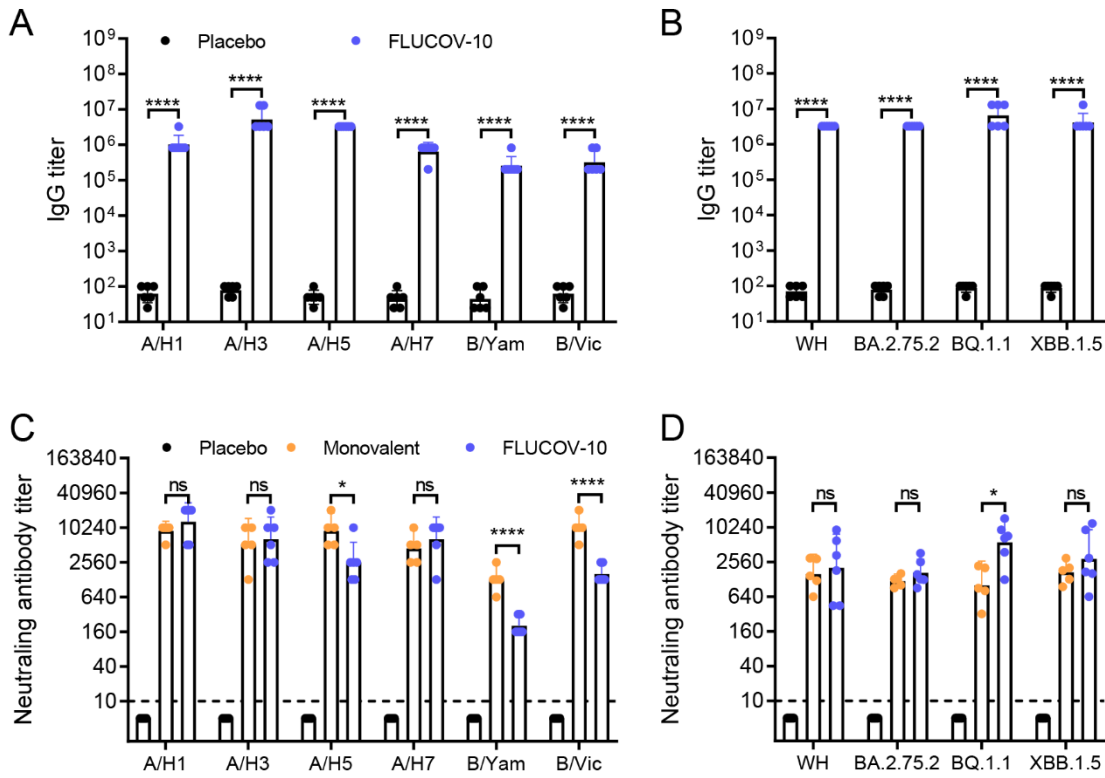 A
Placebo
FLUCOV-10
IgG titer
10⁹
10⁸
10⁷
10⁶
10⁵
10⁴
10³
10²
10¹
****
****
****
****
****
****
A/H1
A/H3
A/H5
A/H7
B/Yam
B/Vic
B
IgG titer
10⁹
10⁸
10⁷
10⁶
10⁵
10⁴
10³
10²
10¹
****
****
****
****
WH
BA.2.75.2
BQ.1.1
XBB.1.5
C
Placebo
Monovalent
FLUCOV-10
Neutraling antibody titer
163840
40960
10240
2560
640
160
40
10
ns
ns
*
ns
****
****
A/H1
A/H3
A/H5
A/H7
B/Yam
B/Vic
D
Neutraling antibody titer
163840
40960
10240
2560
640
160
40
10
ns
ns
*
ns
WH
BA.2.75.2
BQ.1.1
XBB.1.5